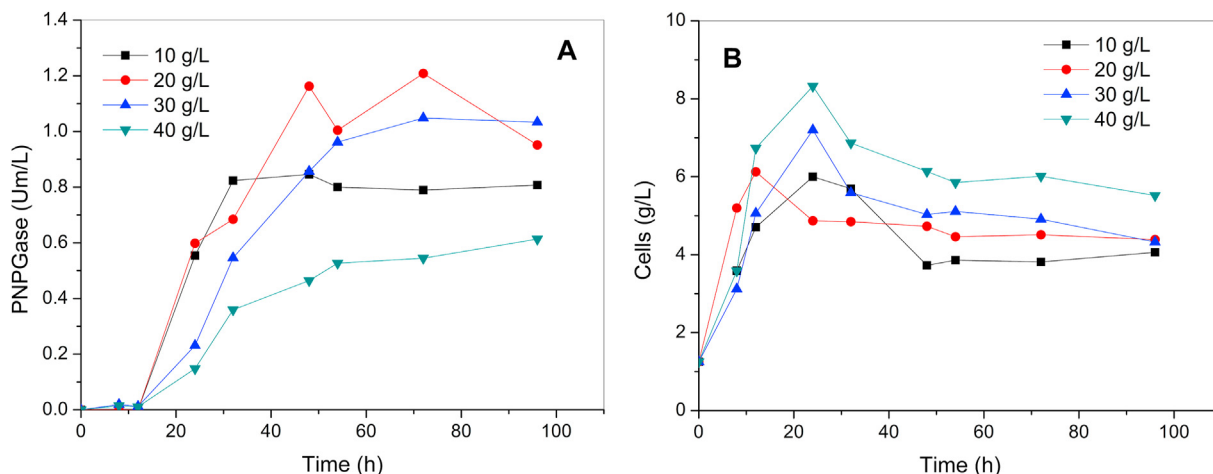 A
10 g/L
20 g/L
30 g/L
40 g/L
PNPGase (Um/L)
1.4
1.2
1.0
0.8
0.6
0.4
0.2
0.0
0 20 40 60 80 100
Time (h)
B
10 g/L
20 g/L
30 g/L
40 g/L
Cells (g/L)
10
8
6
4
2
0
0 20 40 60 80 100
Time (h)